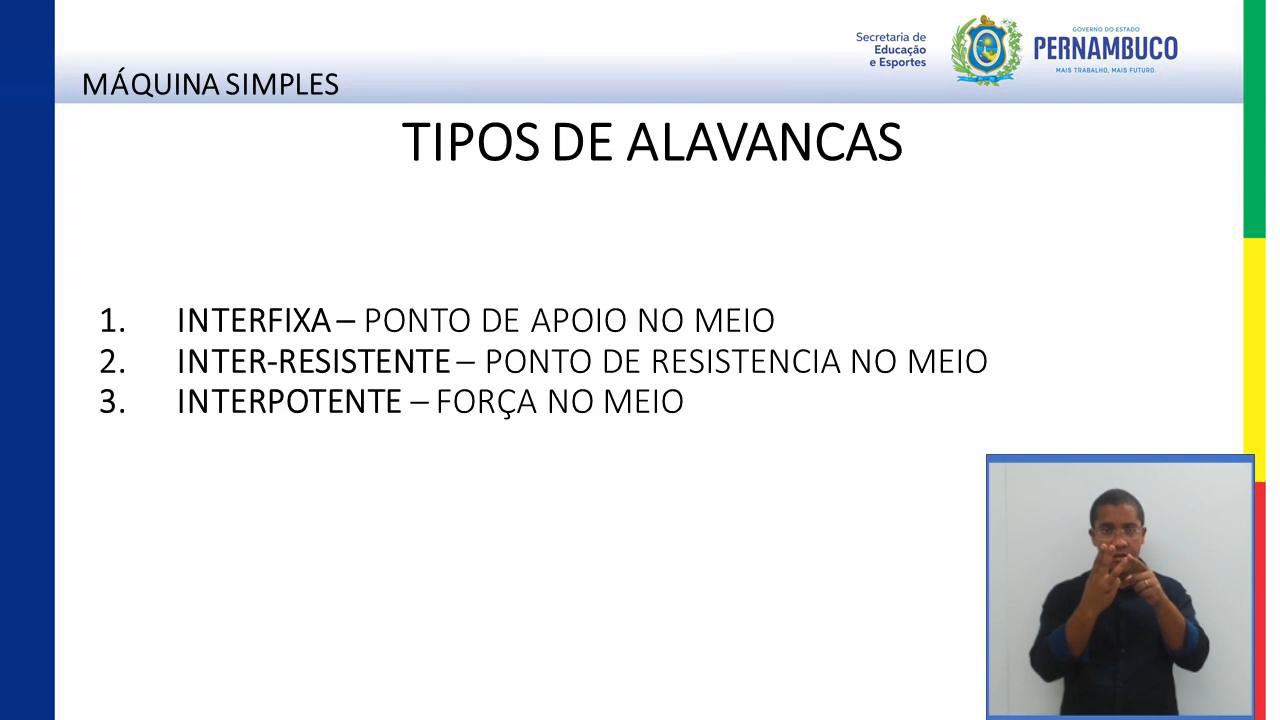 Secretaria de
Educação
e Esportes
GOVERNO DO ESTADO
PERNAMBUCO
MAIS TRABALHO, MAIS FUTURO.
MÁQUINA SIMPLES
TIPOS DE ALAVANCAS
1. INTERFIXA – PONTO DE APOIO NO MEIO
2. INTER-RESISTENTE – PONTO DE RESISTENCIA NO MEIO
3. INTERPOTENTE – FORÇA NO MEIO